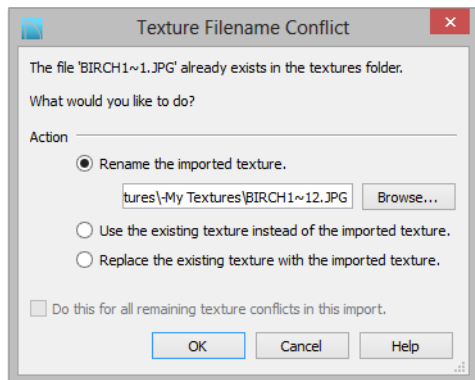 Texture Filename Conflict
The file 'BIRCH1~1.JPG' already exists in the textures folder.
What would you like to do?
Action
Rename the imported texture.
tures\-My Textures\BIRCH1~12.JPG Browse...
Use the existing texture instead of the imported texture.
Replace the existing texture with the imported texture.
Do this for all remaining texture conflicts in this import.
OK Cancel Help